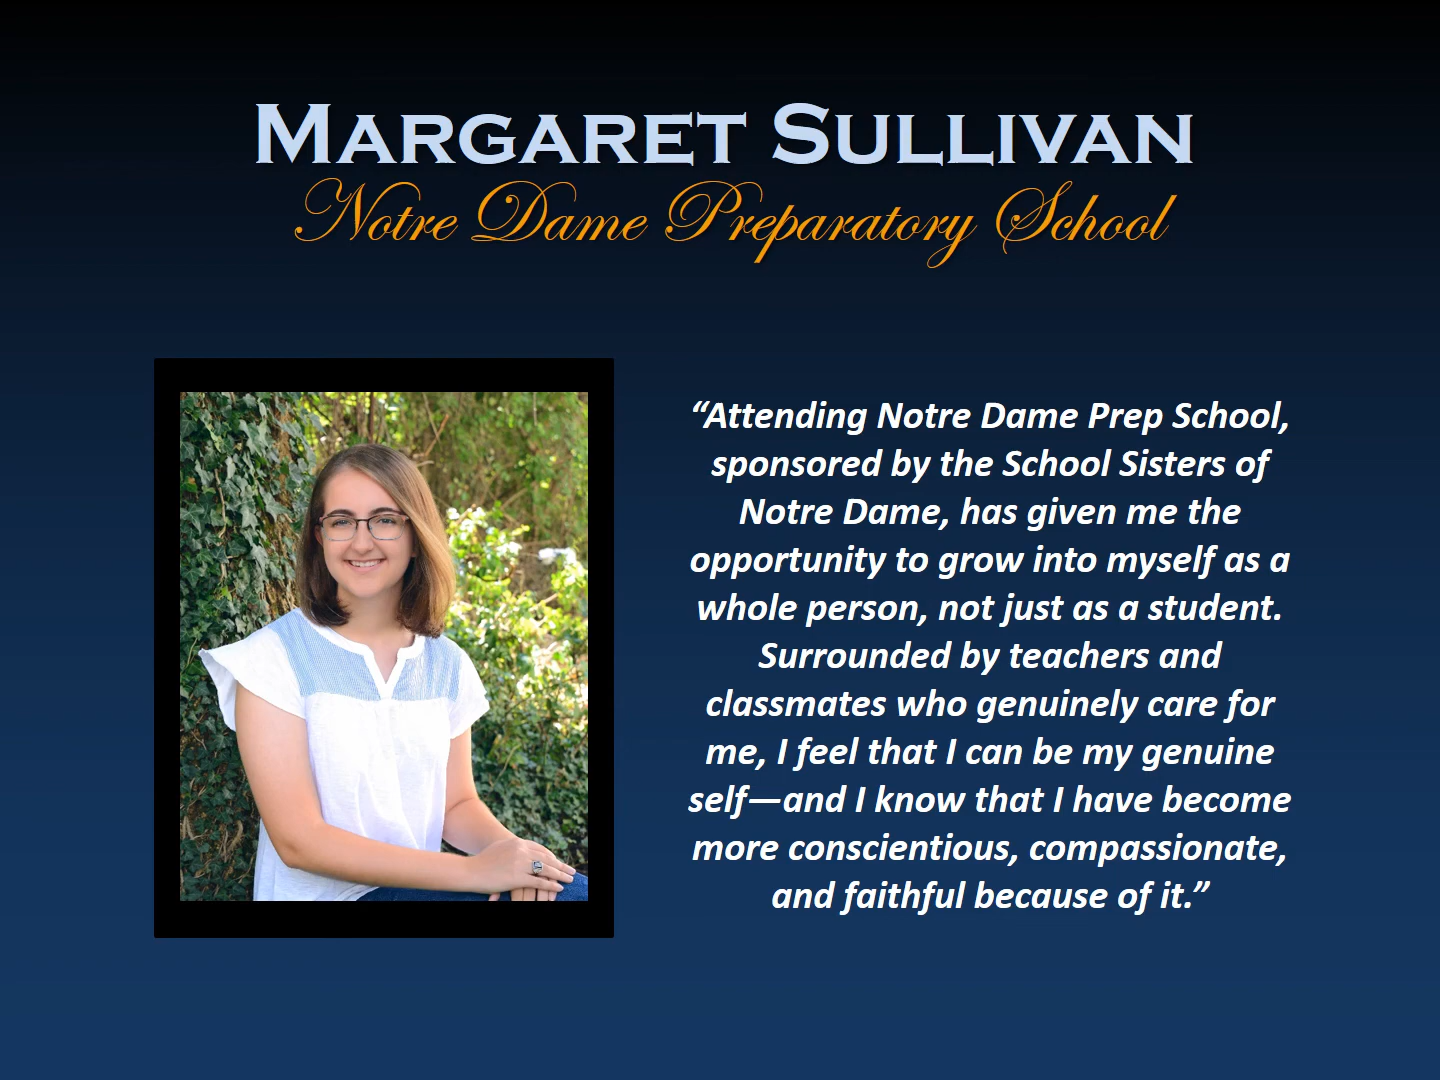 MARGARET SULLIVAN
Notre Dame Preparatory School
“Attending Notre Dame Prep School,
sponsored by the School Sisters of
Notre Dame, has given me the
opportunity to grow into myself as a
whole person, not just as a student.
Surrounded by teachers and
classmates who genuinely care for
me, I feel that I can be my genuine
self—and I know that I have become
more conscientious, compassionate,
and faithful because of it.”